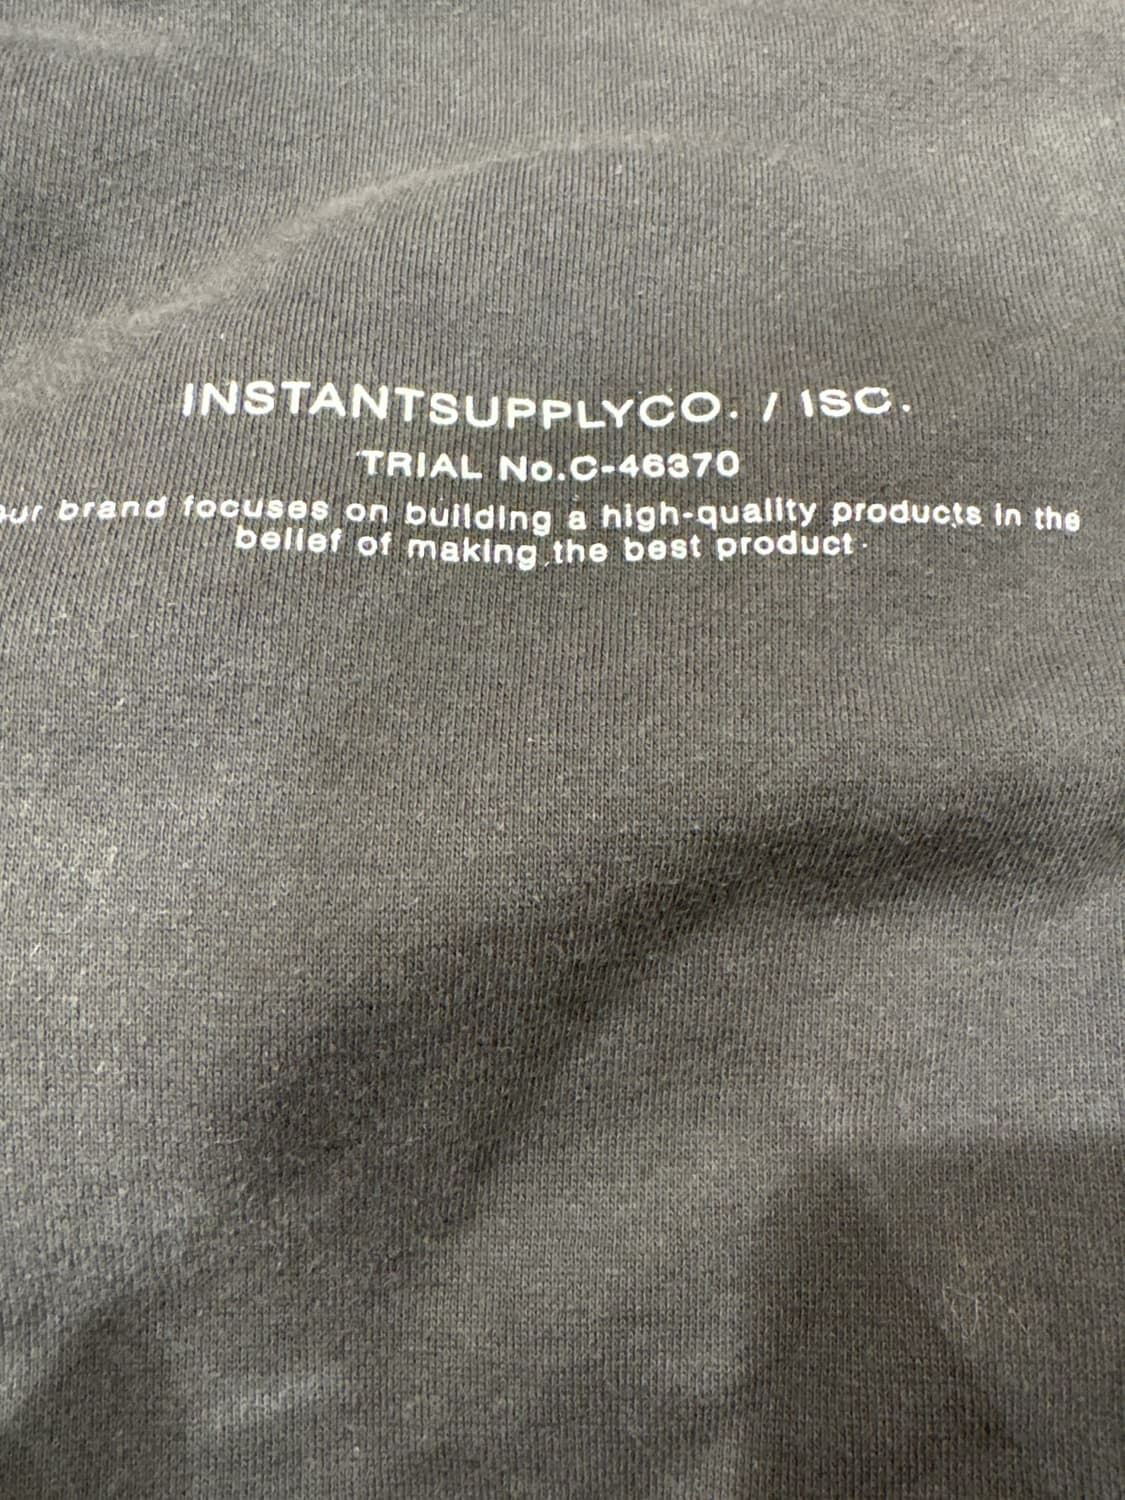 INSTANTSUPPLYCO. / ISC.
TRIAL No.C-46370
our brand focuses on building a high-quality products in the
belief of making the best product.